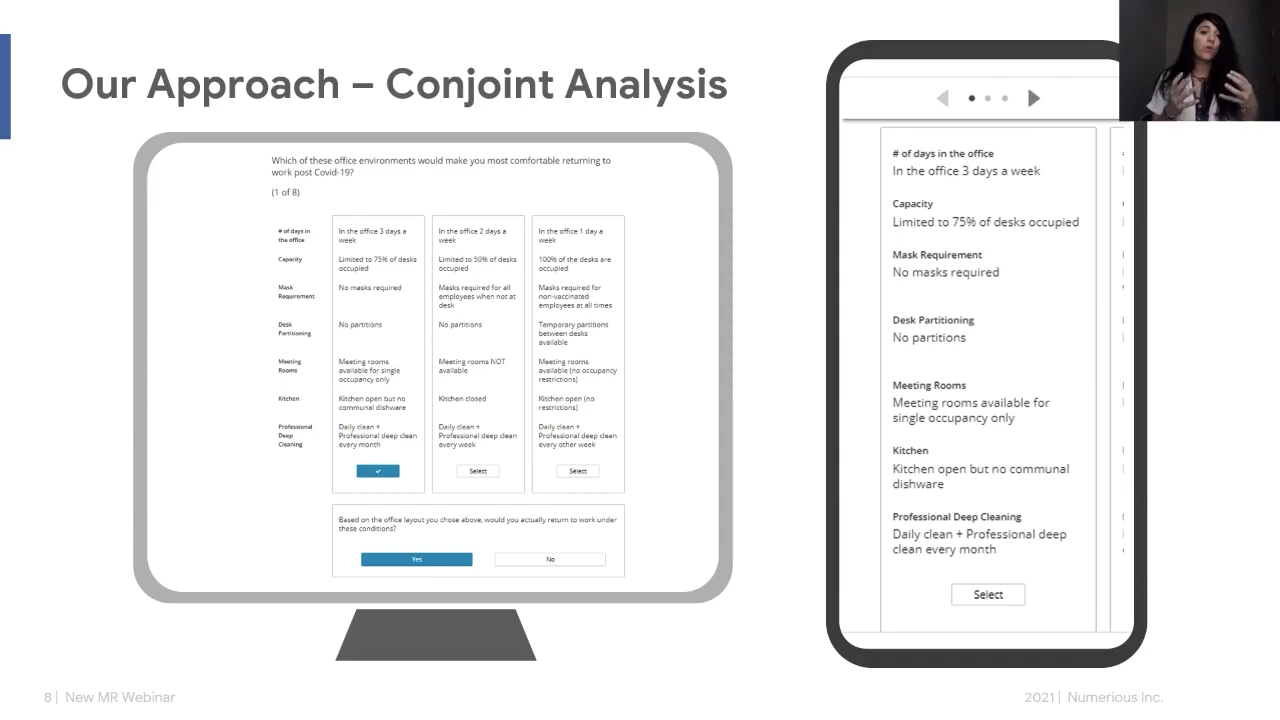 Our Approach – Conjoint Analysis
Which of these office environments would make you most comfortable returning to
work post Covid-19?
(1 of 8)
# of days in
the office
In the office 3 days a
week
In the office 2 days a
week
In the office 1 day a
week
Capacity
Limited to 75% of desks
occupied
Limited to 50% of desks
occupied
100% of the desks are
occupied
Mask
Requirement
No masks required
Masks required for all
employees when not at
desk
Masks required for
non-vaccinated
employees at all times
Desk
Partitioning
No partitions
No partitions
Temporary partitions
between desks
available
Meeting
Rooms
Meeting rooms
available for single
occupancy only
Meeting rooms NOT
available
Meeting rooms
available (no occupancy
restrictions)
Kitchen
Kitchen open but no
communal dishware
Kitchen closed
Kitchen open (no
restrictions)
Professional
Deep
Cleaning
Daily clean +
Professional deep clean
every month
Daily clean +
Professional deep clean
every week
Daily clean +
Professional deep clean
every other week
Select
Select
Based on the office layout you chose above, would you actually return to work under
these conditions?
Yes
No
# of days in the office
In the office 3 days a week
Capacity
Limited to 75% of desks occupied
Mask Requirement
No masks required
Desk Partitioning
No partitions
Meeting Rooms
Meeting rooms available for
single occupancy only
Kitchen
Kitchen open but no communal
dishware
Professional Deep Cleaning
Daily clean + Professional deep
clean every month
Select
8 | New MR Webinar
2021 | Numerious Inc.